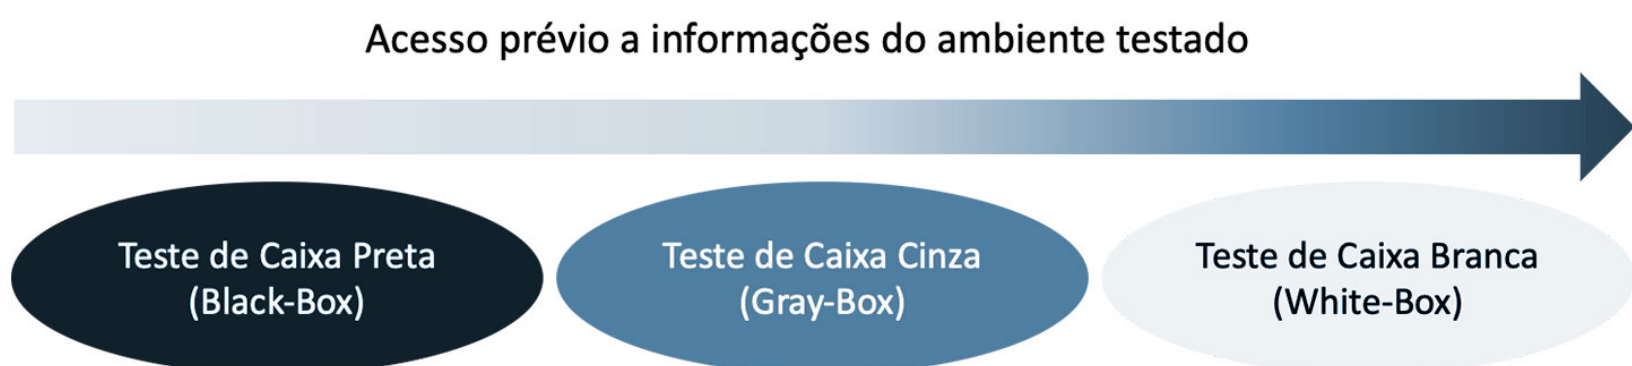 Acesso prévio a informações do ambiente testado
Teste de Caixa Preta
(Black-Box)
Teste de Caixa Cinza
(Gray-Box)
Teste de Caixa Branca
(White-Box)